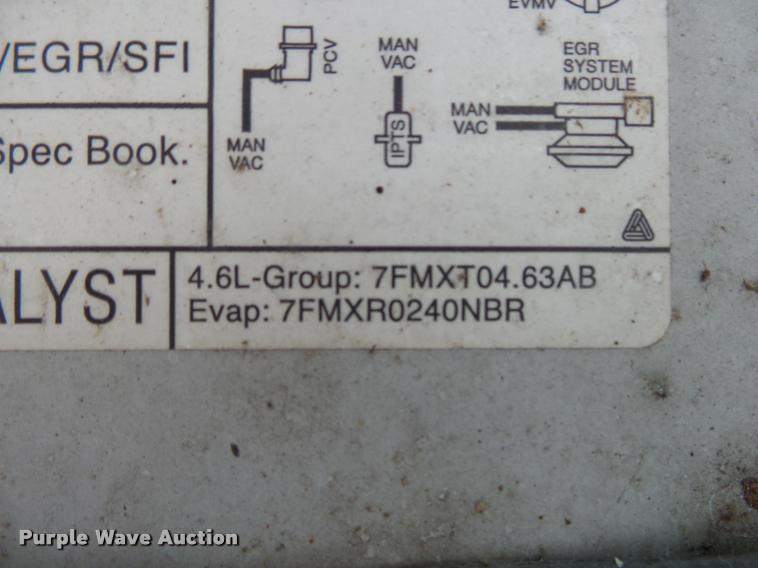 EVMV
/EGR/SFI
PCV
MAN
VAC
EGR
SYSTEM
MODULE
MAN
VAC
IPTS
MAN
VAC
Spec Book.
ALYST
4.6L-Group: 7FMXT04.63AB
Evap: 7FMXR0240NBR
Purple Wave Auction